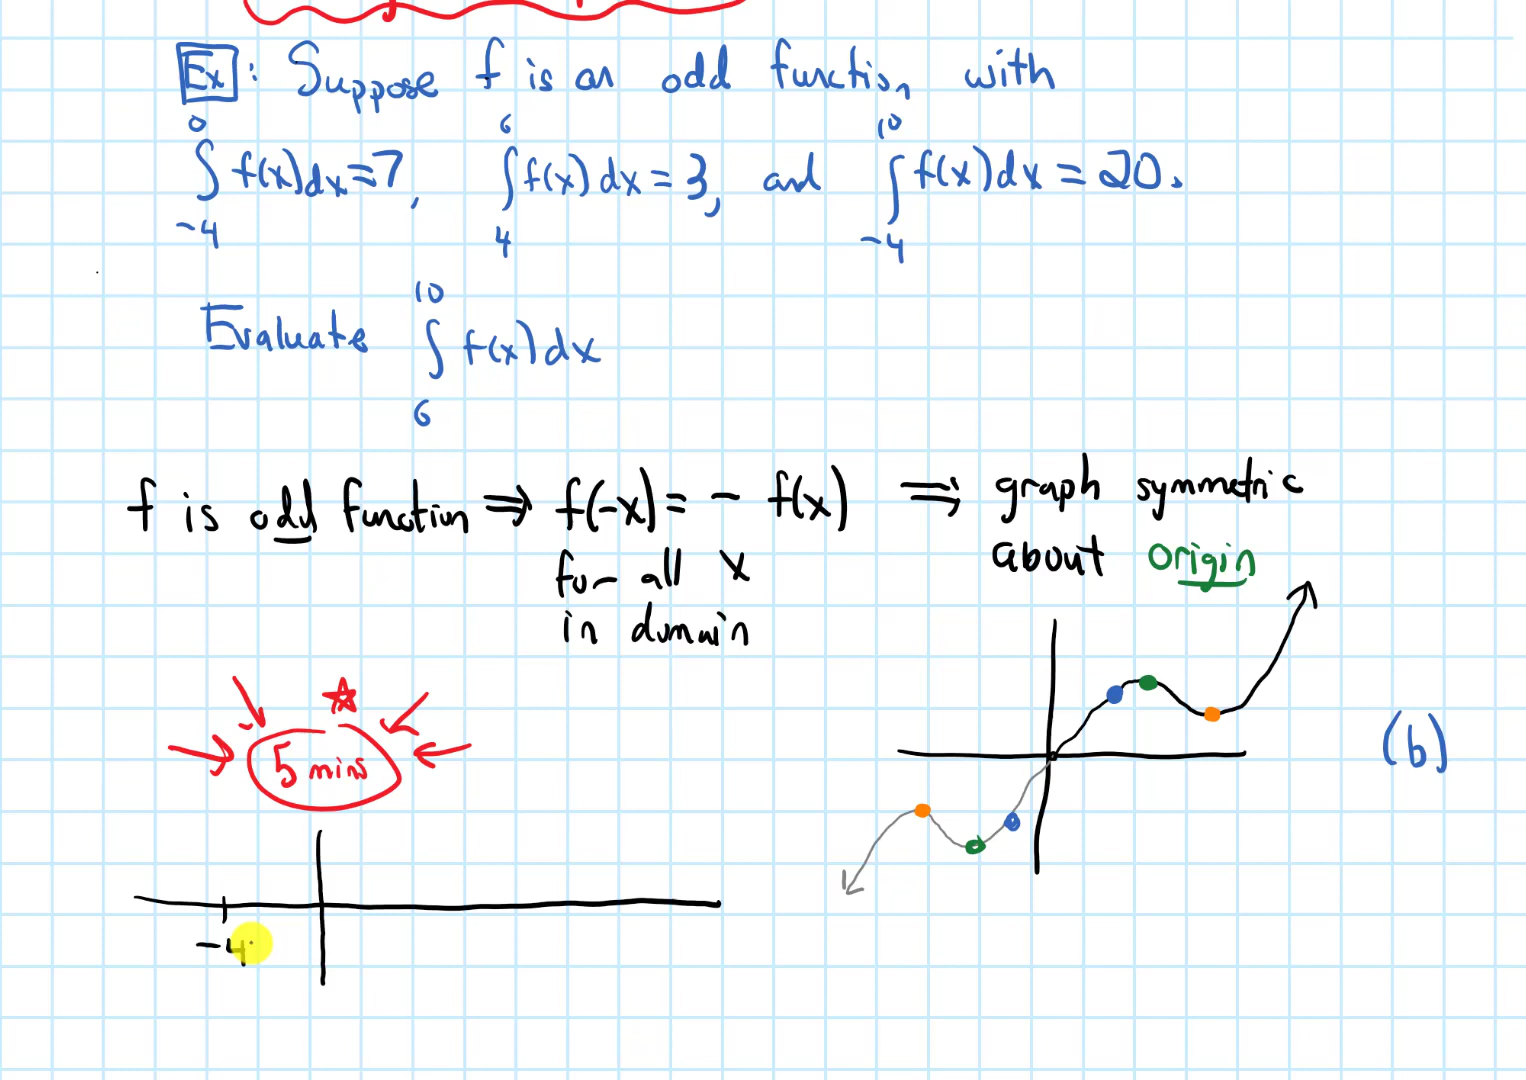 Ex: Suppose f is an odd function with
∫_{-4}^{0} f(x)dx=7, ∫_{4}^{6} f(x)dx=3, and ∫_{-4}^{10} f(x)dx=20.
Evaluate ∫_{6}^{10} f(x)dx
f is odd function ⇒ f(-x)= - f(x) ⇒ graph symmetric
about origin
for all x
in domain
5 mins
(b)
-4